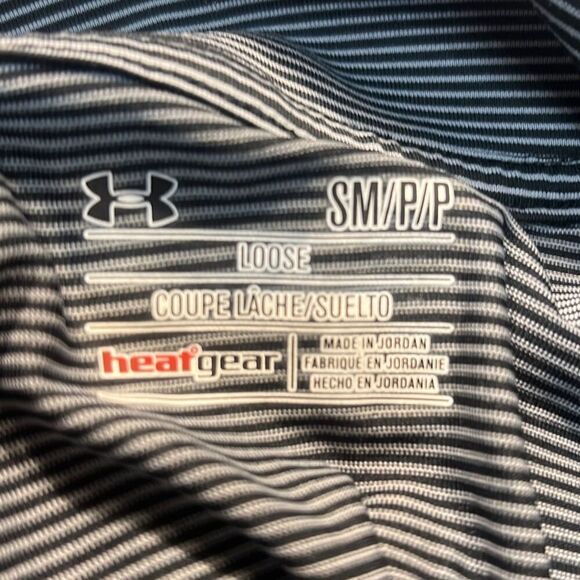 SM/P/P
LOOSE
COUPE LÂCHE/SUELTO
heatgear
MADE IN JORDAN
FABRIQUÉ EN JORDANIE
HECHO EN JORDANIA